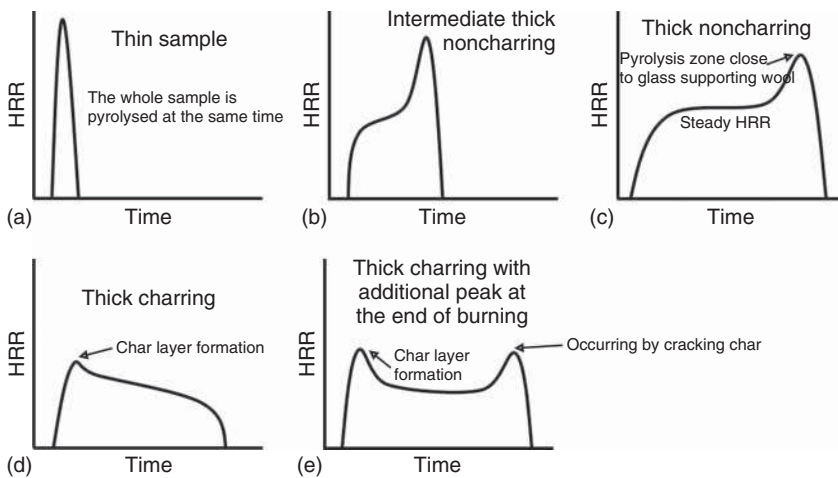 Thin sample
The whole sample is
pyrolysed at the same time
HRR
(a)
Time
Intermediate thick
noncharring
HRR
(b)
Time
Thick noncharring
Pyrolysis zone close
to glass supporting wool
Steady HRR
HRR
(c)
Time
Thick charring
Char layer formation
HRR
(d)
Time
Thick charring with
additional peak at
the end of burning
Char layer
formation
Occurring by cracking char
HRR
(e)
Time